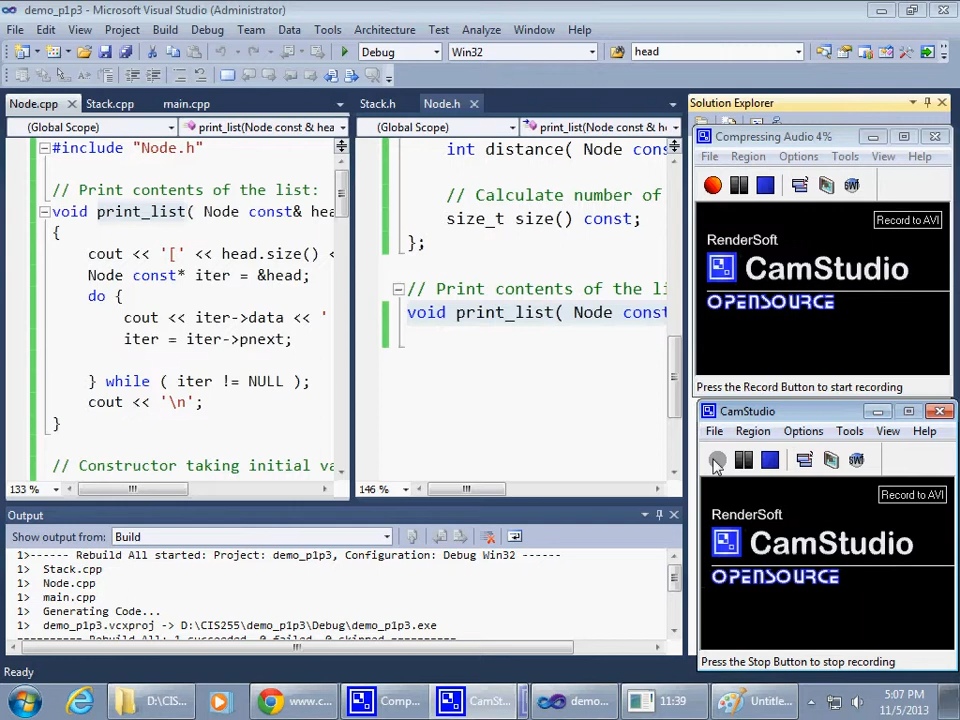 demo_p1p3 - Microsoft Visual Studio (Administrator)
File Edit View Project Build Debug Team Data Tools Architecture Test Analyze Window Help
Debug Win32 head
Node.cpp Stack.cpp main.cpp Stack.h Node.h Solution Explorer
(Global Scope) print_list(Node const & hea (Global Scope) print_list(Node const & h
#include "Node.h"
// Print contents of the list:
void print_list( Node const& hea
{
cout << '[' << head.size() <
Node const* iter = &head;
do {
cout << iter->data << '
iter = iter->pnext;
} while ( iter != NULL );
cout << '\n';
}
// Constructor taking initial va
133 %
int distance( Node cons
// Calculate number of
size_t size() const;
};
// Print contents of the li
void print_list( Node const
146 %
Compressing Audio 4%
File Region Options Tools View Help
Record to AVI
RenderSoft
CamStudio
OPENSOURCE
Press the Record Button to start recording
CamStudio
File Region Options Tools View Help
Record to AVI
RenderSoft
CamStudio
OPENSOURCE
Press the Stop Button to stop recording
Output
Show output from: Build
1>------ Rebuild All started: Project: demo_p1p3, Configuration: Debug Win32 ------
1> Stack.cpp
1> Node.cpp
1> main.cpp
1> Generating Code...
1> demo_p1p3.vcxproj -> D:\CIS255\demo_p1p3\Debug\demo_p1p3.exe
========== Rebuild All: 1 succeeded, 0 failed, 0 skipped ==========
Ready
D:\CIS... www.c... Comp... CamSt... demo... 11:39 Untitle...
5:07 PM
11/5/2013